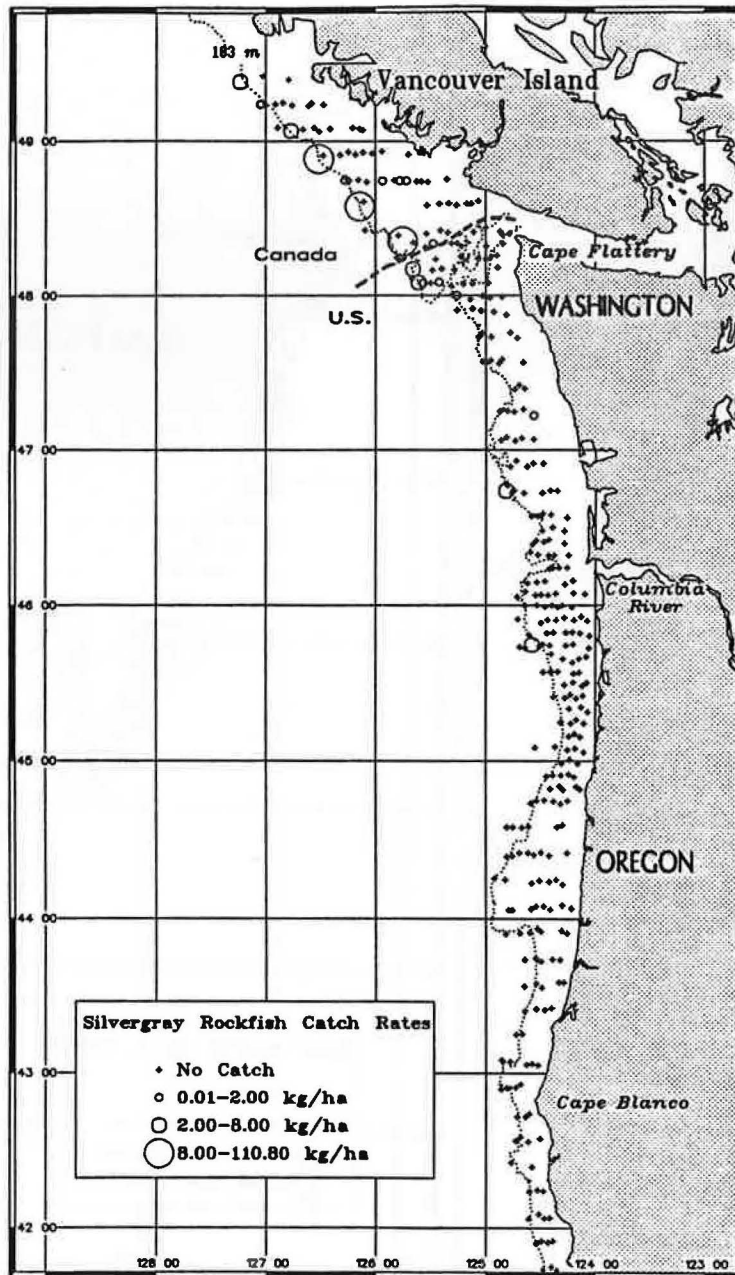 183 m
Vancouver Island
49 00
Canada
Cape Flattery
48 00
U.S.
WASHINGTON
47 00
46 00
Columbia
River
45 00
OREGON
44 00
Silvergray Rockfish Catch Rates
No Catch
0.01-2.00 kg/ha
2.00-8.00 kg/ha
8.00-110.80 kg/ha
43 00
Cape Blanco
42 00
128 00
127 00
126 00
125 00
124 00
123 00